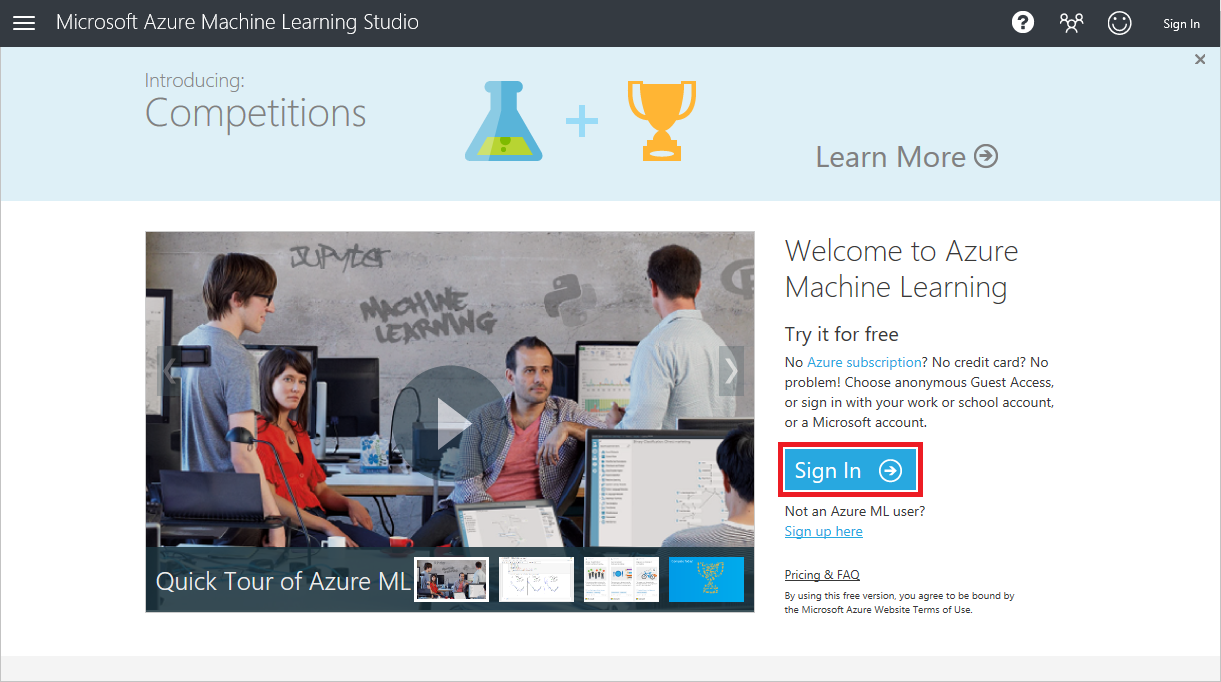 Microsoft Azure Machine Learning Studio
Sign In
Introducing:
Competitions
Learn More
JUPyter
MACHINE
LEARNING
Welcome to Azure
Machine Learning
Try it for free
No Azure subscription? No credit card? No
problem! Choose anonymous Guest Access,
or sign in with your work or school account,
or a Microsoft account.
Sign In
Not an Azure ML user?
Sign up here
Quick Tour of Azure ML
Pricing & FAQ
By using this free version, you agree to be bound by
the Microsoft Azure Website Terms of Use.